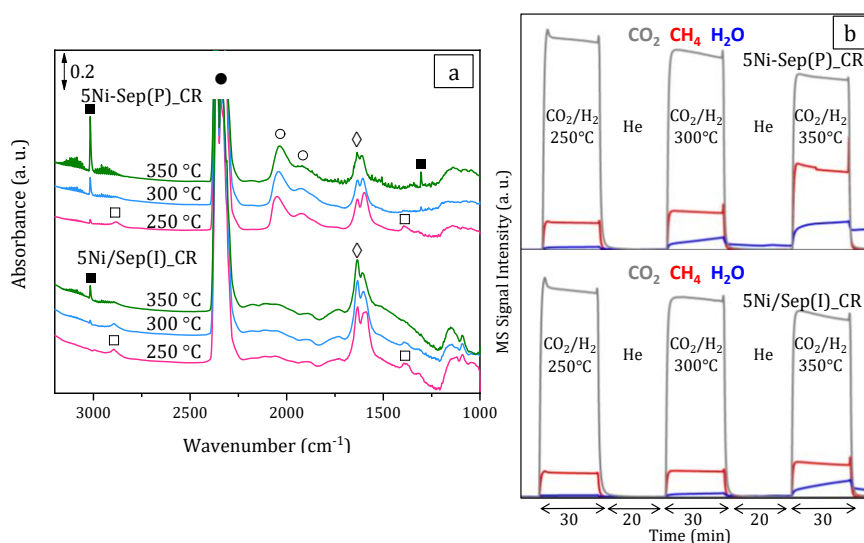 a
0.2
5Ni-Sep(P)_CR
350 °C
300 °C
250 °C
5Ni/Sep(I)_CR
350 °C
300 °C
250 °C
Absorbance (a. u.)
3000 2500 2000 1500 1000
Wavenumber (cm⁻¹)
b
CO₂ CH₄ H₂O
5Ni-Sep(P)_CR
CO₂/H₂
250°C
He
CO₂/H₂
300°C
He
CO₂/H₂
350°C
CO₂ CH₄ H₂O
5Ni/Sep(I)_CR
CO₂/H₂
250°C
He
CO₂/H₂
300°C
He
CO₂/H₂
350°C
MS Signal Intensity (a. u.)
30 20 30 20 30
Time (min)